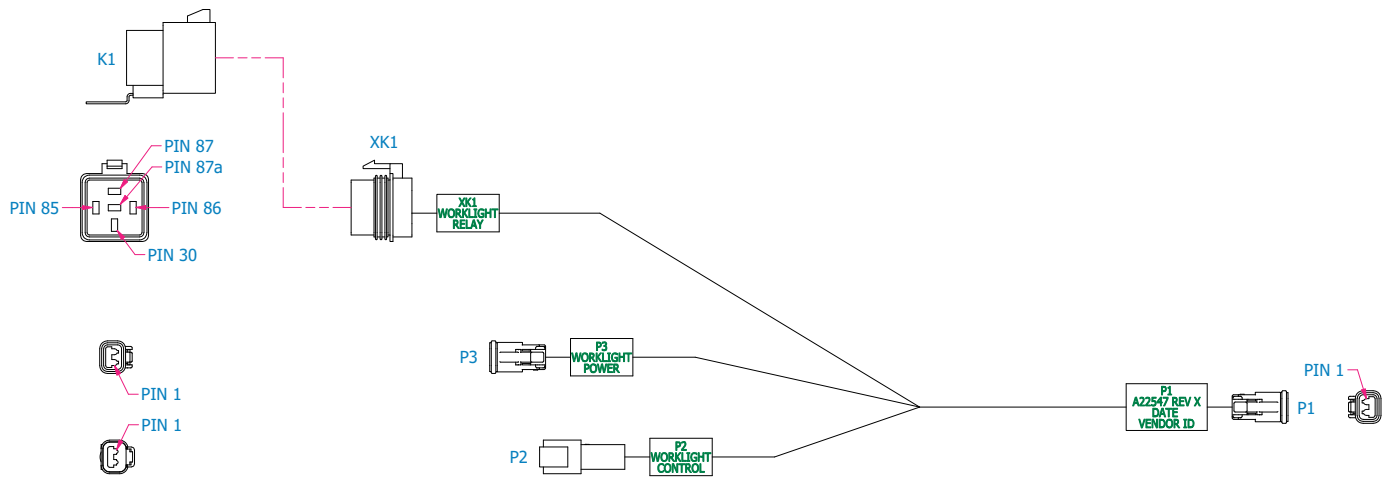 K1
XK1
PIN 87
PIN 87a
PIN 85
PIN 86
PIN 30
XK1
WORKLIGHT
RELAY
P3
P3
WORKLIGHT
POWER
PIN 1
PIN 1
P1
A22547 REV X
DATE
VENDOR ID
P1
PIN 1
P2
P2
WORKLIGHT
CONTROL